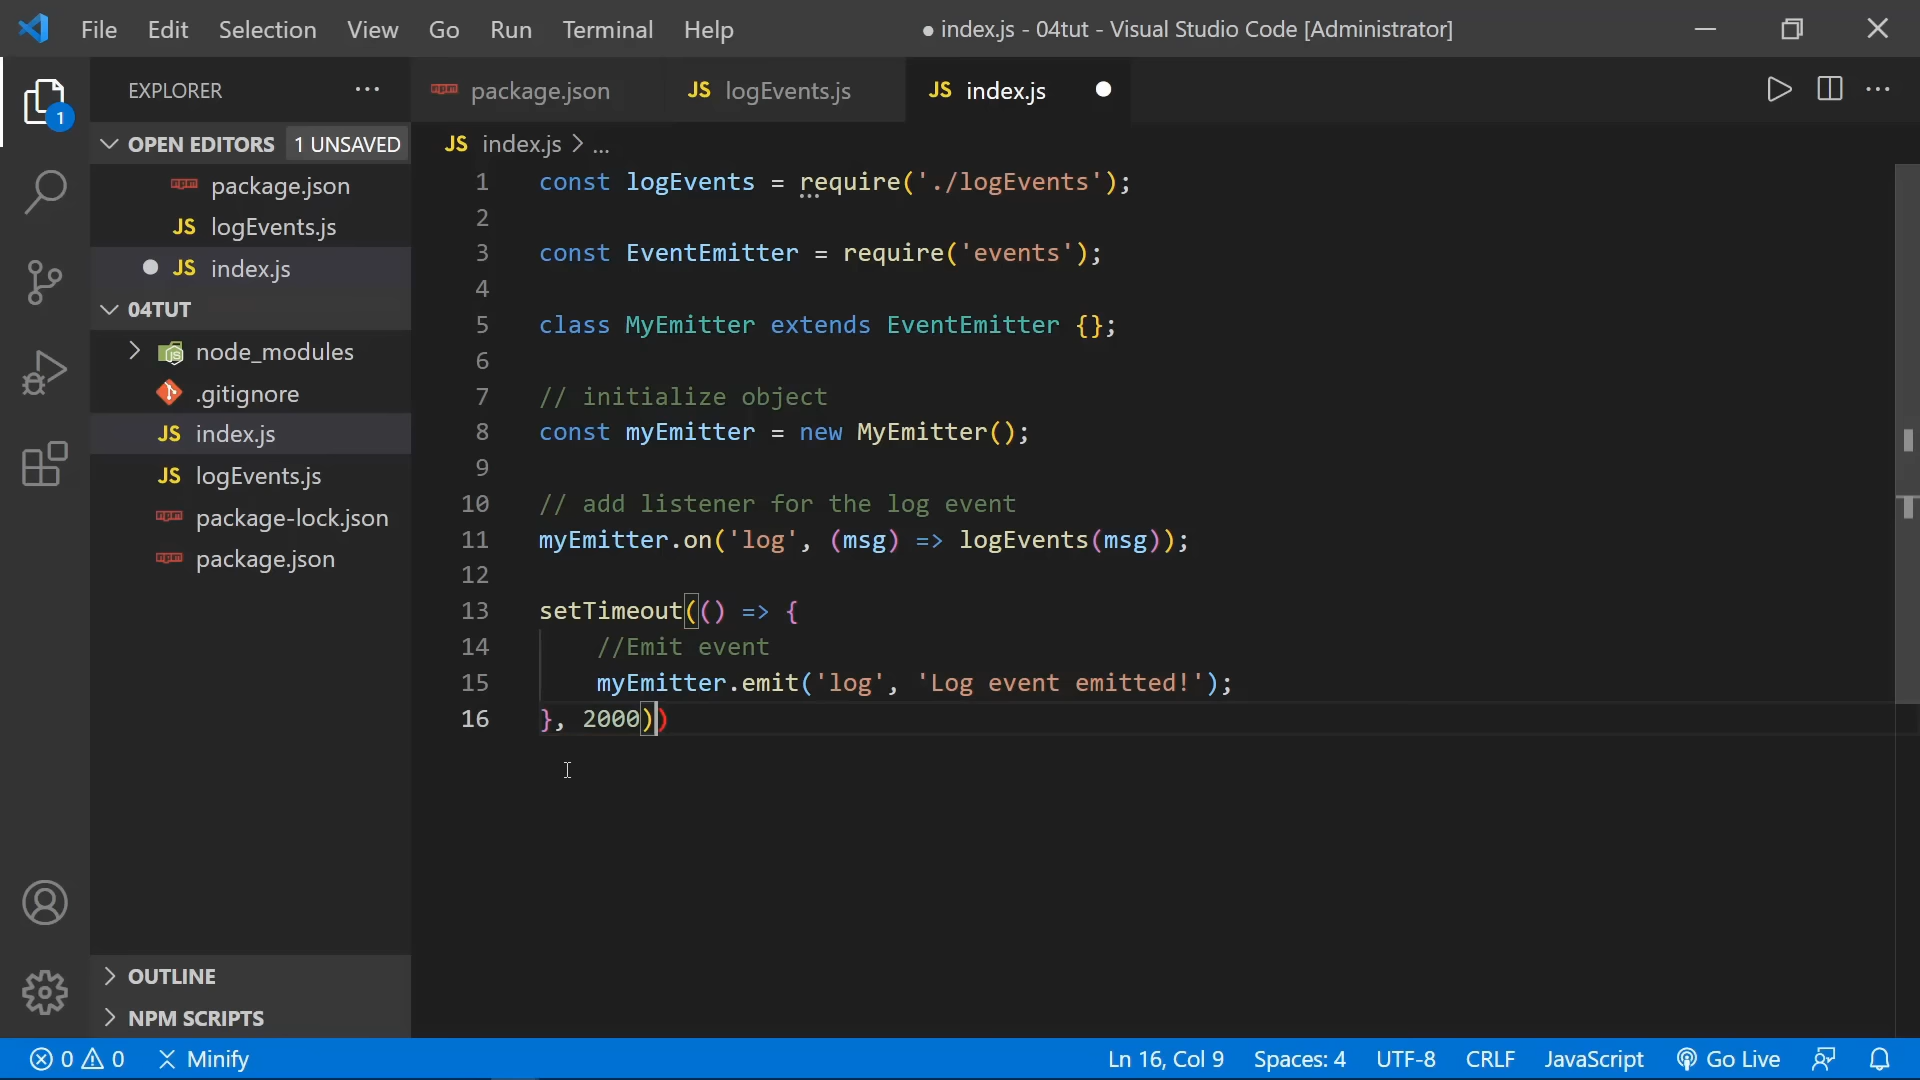 File Edit Selection View Go Run Terminal Help
● index.js - 04tut - Visual Studio Code [Administrator]
EXPLORER ...
package.json
JS logEvents.js
JS index.js ●
1
OPEN EDITORS 1 UNSAVED
package.json
JS logEvents.js
JS index.js
04TUT
node_modules
.gitignore
JS index.js
JS logEvents.js
package-lock.json
package.json
OUTLINE
NPM SCRIPTS
JS index.js > ...
1 const logEvents = require('./logEvents');
2
3 const EventEmitter = require('events');
4
5 class MyEmitter extends EventEmitter {};
6
7 // initialize object
8 const myEmitter = new MyEmitter();
9
10 // add listener for the log event
11 myEmitter.on('log', (msg) => logEvents(msg));
12
13 setTimeout(() => {
14 //Emit event
15 myEmitter.emit('log', 'Log event emitted!');
16 }, 2000))
0 0 Minify
Ln 16, Col 9 Spaces: 4 UTF-8 CRLF JavaScript Go Live